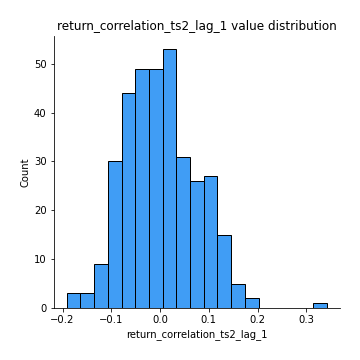 return_correlation_ts2_lag_1 value distribution
50
40
30
20
10
0
Count
−0.2 −0.1 0.0 0.1 0.2 0.3
return_correlation_ts2_lag_1